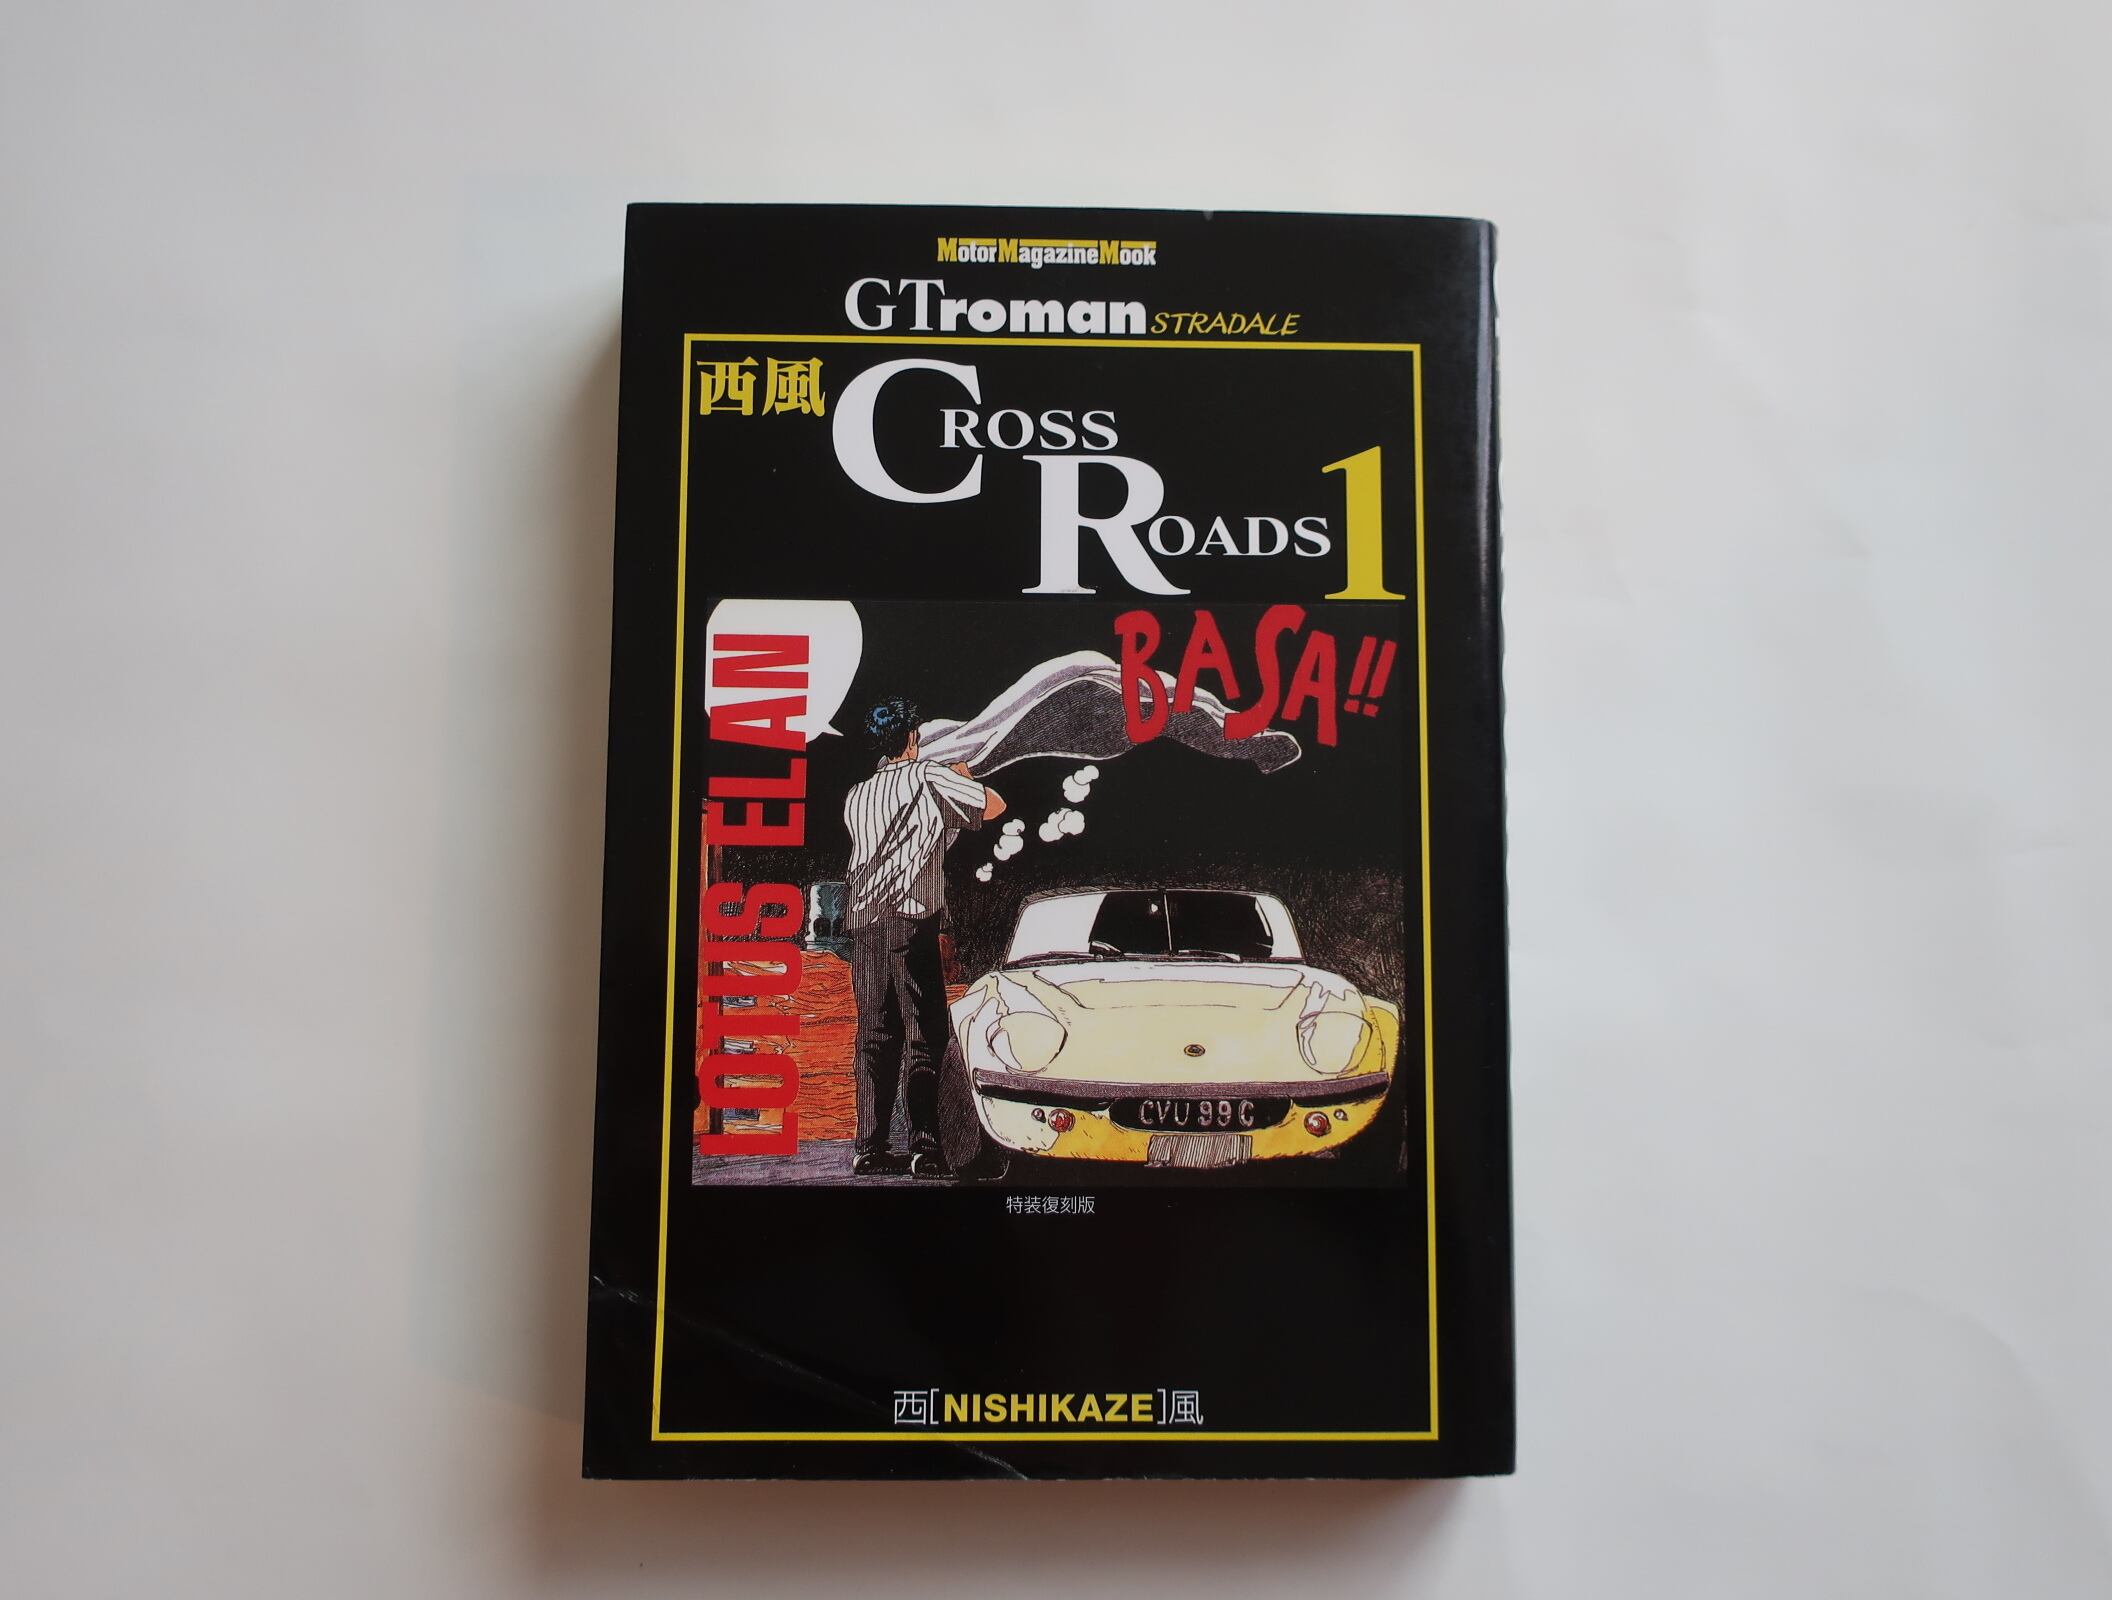 MotorMagazineMook
GTroman STRADALE
西風
CROSS
ROADS 1
BASA!!
LOTUS ELAN
CVU 99G
特装復刻版
西[NISHIKAZE]風